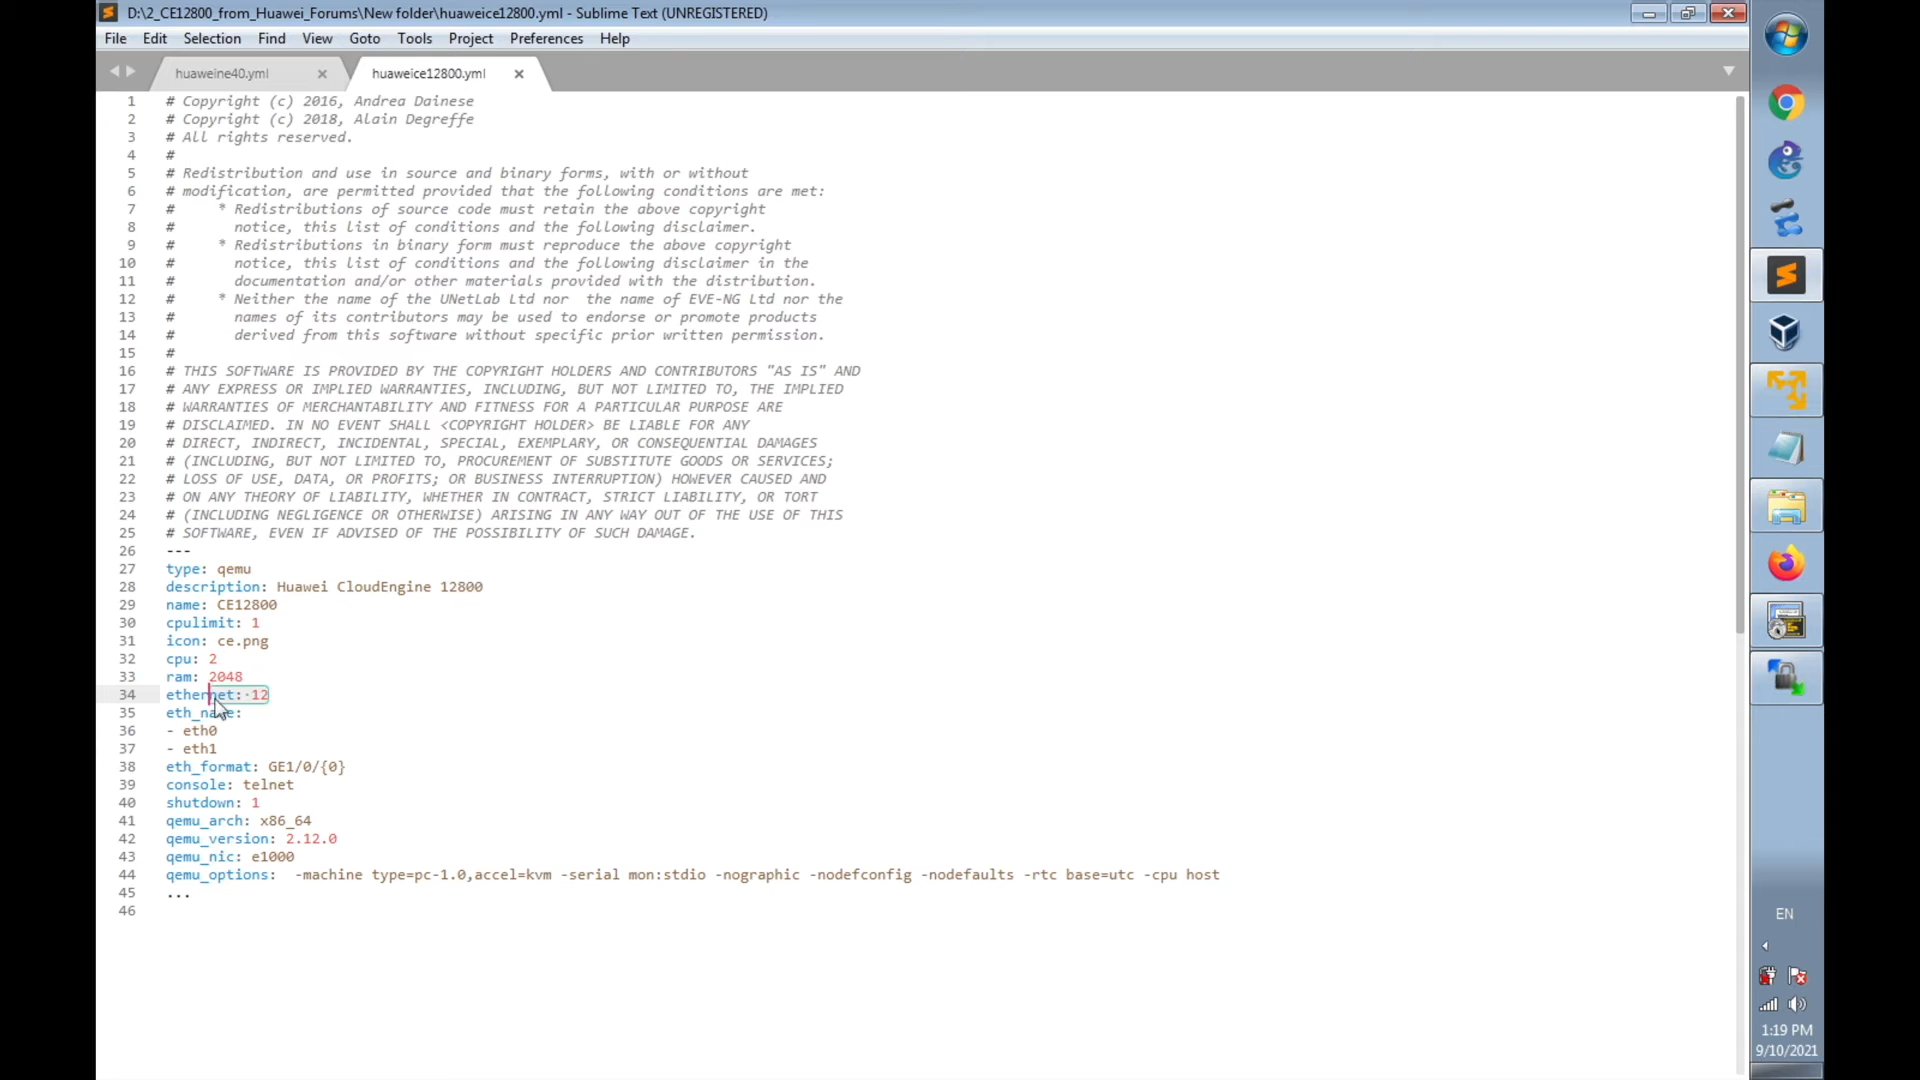 D:\2_CE12800_from_Huawei_Forums\New folder\huaweice12800.yml - Sublime Text (UNREGISTERED)
File Edit Selection Find View Goto Tools Project Preferences Help
huaweine40.yml huaweice12800.yml
1 # Copyright (c) 2016, Andrea Dainese
2 # Copyright (c) 2018, Alain Degreffe
3 # All rights reserved.
4 #
5 # Redistribution and use in source and binary forms, with or without
6 # modification, are permitted provided that the following conditions are met:
7 # * Redistributions of source code must retain the above copyright
8 # notice, this list of conditions and the following disclaimer.
9 # * Redistributions in binary form must reproduce the above copyright
10 # notice, this list of conditions and the following disclaimer in the
11 # documentation and/or other materials provided with the distribution.
12 # * Neither the name of the UNetLab Ltd nor the name of EVE-NG Ltd nor the
13 # names of its contributors may be used to endorse or promote products
14 # derived from this software without specific prior written permission.
15 #
16 # THIS SOFTWARE IS PROVIDED BY THE COPYRIGHT HOLDERS AND CONTRIBUTORS "AS IS" AND
17 # ANY EXPRESS OR IMPLIED WARRANTIES, INCLUDING, BUT NOT LIMITED TO, THE IMPLIED
18 # WARRANTIES OF MERCHANTABILITY AND FITNESS FOR A PARTICULAR PURPOSE ARE
19 # DISCLAIMED. IN NO EVENT SHALL <COPYRIGHT HOLDER> BE LIABLE FOR ANY
20 # DIRECT, INDIRECT, INCIDENTAL, SPECIAL, EXEMPLARY, OR CONSEQUENTIAL DAMAGES
21 # (INCLUDING, BUT NOT LIMITED TO, PROCUREMENT OF SUBSTITUTE GOODS OR SERVICES;
22 # LOSS OF USE, DATA, OR PROFITS; OR BUSINESS INTERRUPTION) HOWEVER CAUSED AND
23 # ON ANY THEORY OF LIABILITY, WHETHER IN CONTRACT, STRICT LIABILITY, OR TORT
24 # (INCLUDING NEGLIGENCE OR OTHERWISE) ARISING IN ANY WAY OUT OF THE USE OF THIS
25 # SOFTWARE, EVEN IF ADVISED OF THE POSSIBILITY OF SUCH DAMAGE.
26 ---
27 type: qemu
28 description: Huawei CloudEngine 12800
29 name: CE12800
30 cpulimit: 1
31 icon: ce.png
32 cpu: 2
33 ram: 2048
34 ethernet: 12
35 eth_name:
36 - eth0
37 - eth1
38 eth_format: GE1/0/{0}
39 console: telnet
40 shutdown: 1
41 qemu_arch: x86_64
42 qemu_version: 2.12.0
43 qemu_nic: e1000
44 qemu_options: -machine type=pc-1.0,accel=kvm -serial mon:stdio -nographic -nodefconfig -nodefaults -rtc base=utc -cpu host
45 ...
46
EN
1:19 PM
9/10/2021